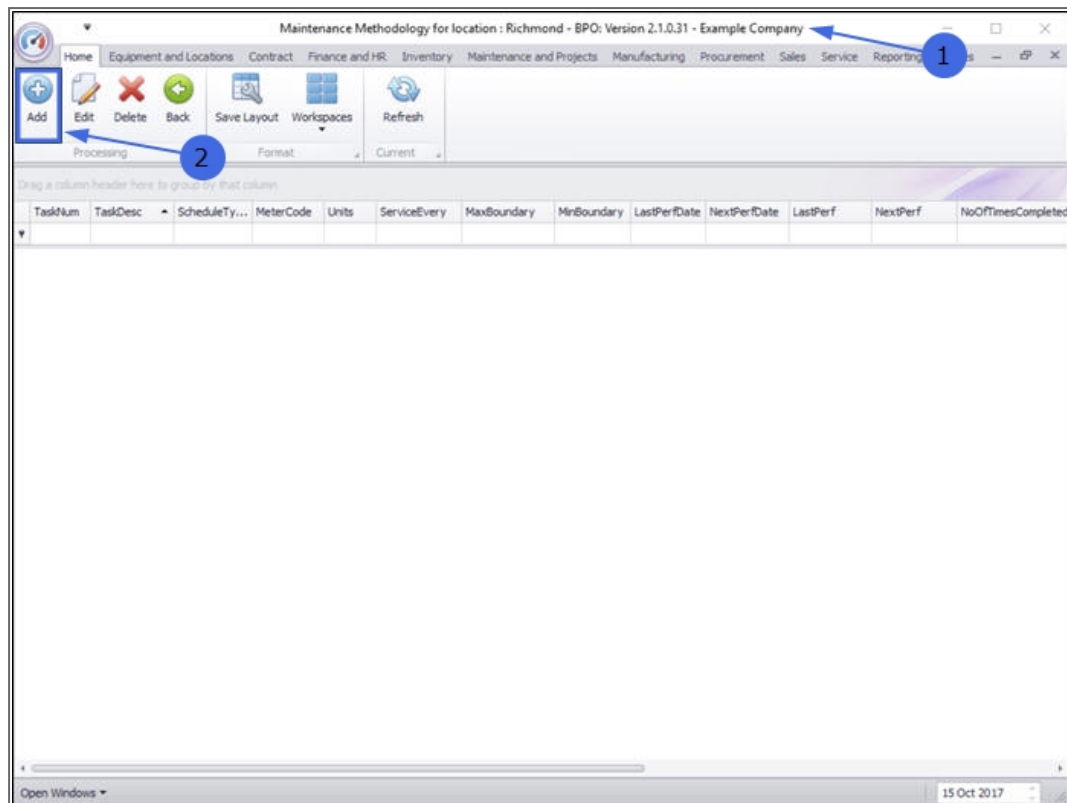 Maintenance Methodology for location : Richmond - BPO: Version 2.1.0.31 - Example Company
1
Home Equipment and Locations Contract Finance and HR Inventory Maintenance and Projects Manufacturing Procurement Sales Service Reporting
Add Edit Delete Back Save Layout Workspaces Refresh
2
Processing Format Current
Drag a column header here to group by that column
TaskNum TaskDesc ScheduleTy... MeterCode Units ServiceEvery MaxBoundary MinBoundary LastPerfDate NextPerfDate LastPerf NextPerf NoOfTimesCompleted
Open Windows 15 Oct 2017